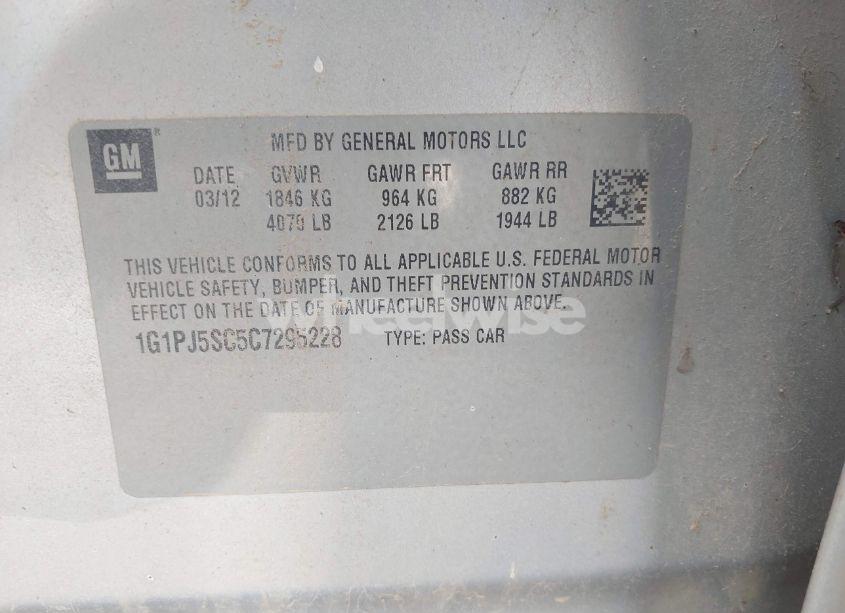 GM
MFD BY GENERAL MOTORS LLC
DATE GVWR GAWR FRT GAWR RR
03/12 1846 KG 964 KG 882 KG
4070 LB 2126 LB 1944 LB
THIS VEHICLE CONFORMS TO ALL APPLICABLE U.S. FEDERAL MOTOR
VEHICLE SAFETY, BUMPER, AND THEFT PREVENTION STANDARDS IN
EFFECT ON THE DATE OF MANUFACTURE SHOWN ABOVE.
wheelwise
1G1PJ5SC5C7295228 TYPE: PASS CAR